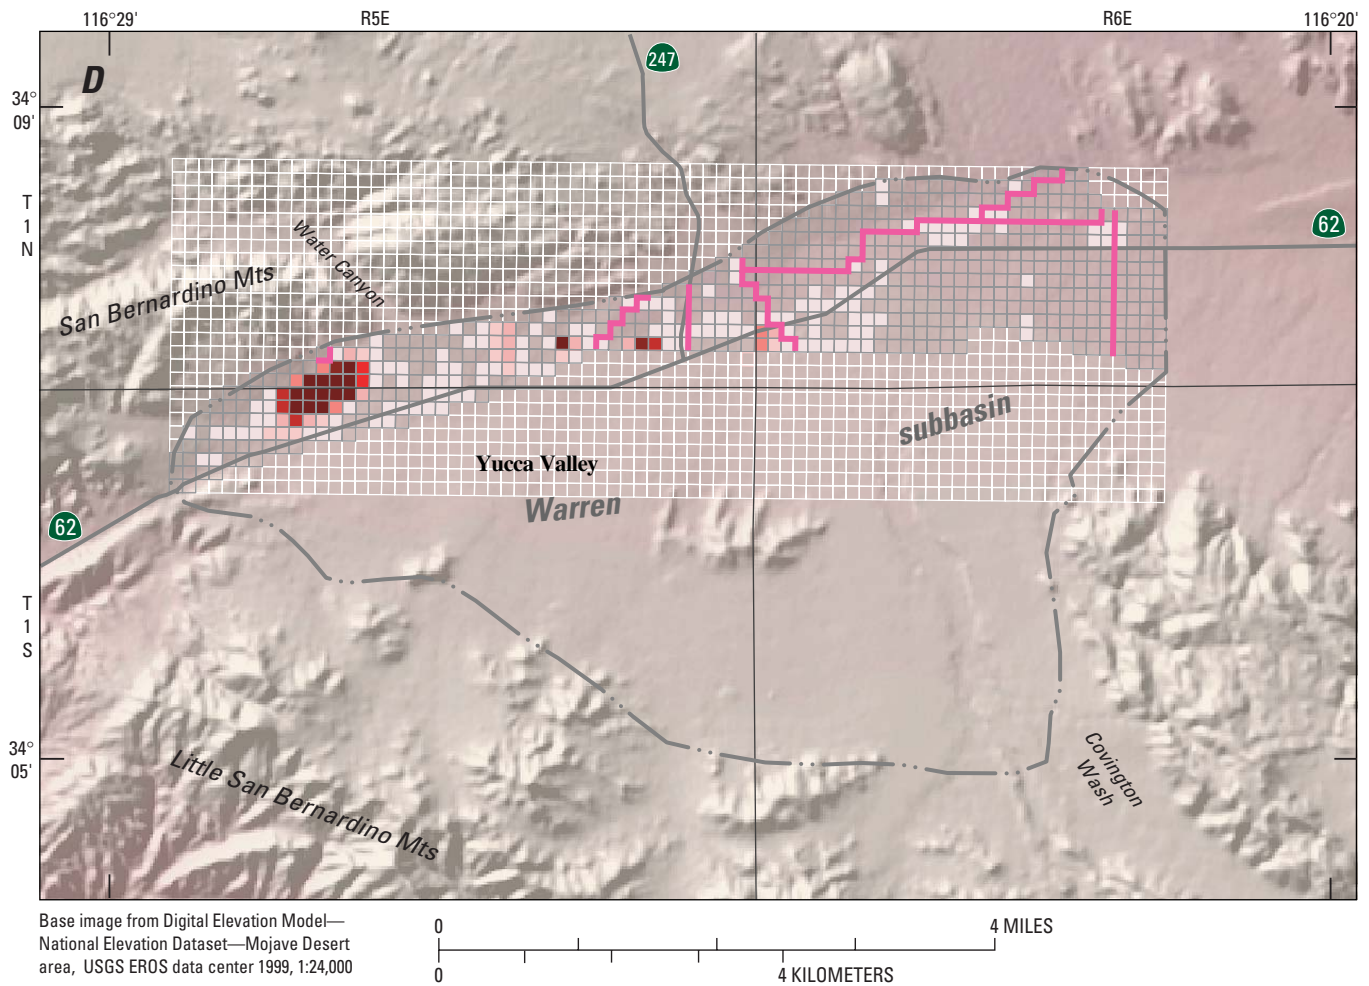 116°29'
R5E
R6E
116°20'
D
247
34°
09'
T
1
N
62
Water Canyon
San Bernardino Mts
subbasin
Yucca Valley
Warren
62
T
1
S
34°
05'
Little San Bernardino Mts
Covington
Wash
Base image from Digital Elevation Model—
National Elevation Dataset—Mojave Desert
area, USGS EROS data center 1999, 1:24,000
0 4 MILES
0 4 KILOMETERS